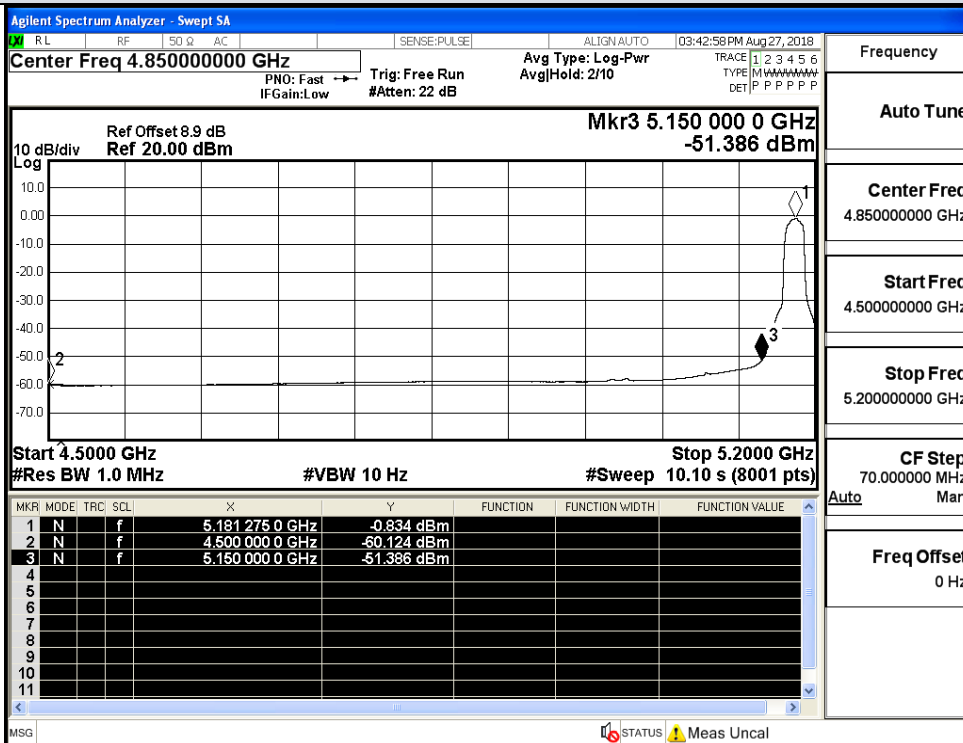 Agilent Spectrum Analyzer - Swept SA
LXI RL RF 50 Ω AC SENSE:PULSE ALIGN AUTO 03:42:58 PM Aug 27, 2018
Center Freq 4.850000000 GHz
PNO: Fast
IFGain:Low
Trig: Free Run
#Atten: 22 dB
Avg Type: Log-Pwr
Avg|Hold: 2/10
TRACE 1 2 3 4 5 6
TYPE M W W W W W
DET P P P P P P
Ref Offset 8.9 dB
10 dB/div Ref 20.00 dBm
Log
Mkr3 5.150 000 0 GHz
-51.386 dBm
10.0
0.00
-10.0
-20.0
-30.0
-40.0
-50.0
-60.0
-70.0
1
2
3
Start 4.5000 GHz Stop 5.2000 GHz
#Res BW 1.0 MHz #VBW 10 Hz #Sweep 10.10 s (8001 pts)
MKR MODE TRC SCL X Y FUNCTION FUNCTION WIDTH FUNCTION VALUE
1 N f 5.181 275 0 GHz -0.834 dBm
2 N f 4.500 000 0 GHz -60.124 dBm
3 N f 5.150 000 0 GHz -51.386 dBm
4
5
6
7
8
9
10
11
MSG STATUS Meas Uncal
Frequency
Auto Tune
Center Freq
4.850000000 GHz
Start Freq
4.500000000 GHz
Stop Freq
5.200000000 GHz
CF Step
70.000000 MHz
Auto Man
Freq Offset
0 Hz